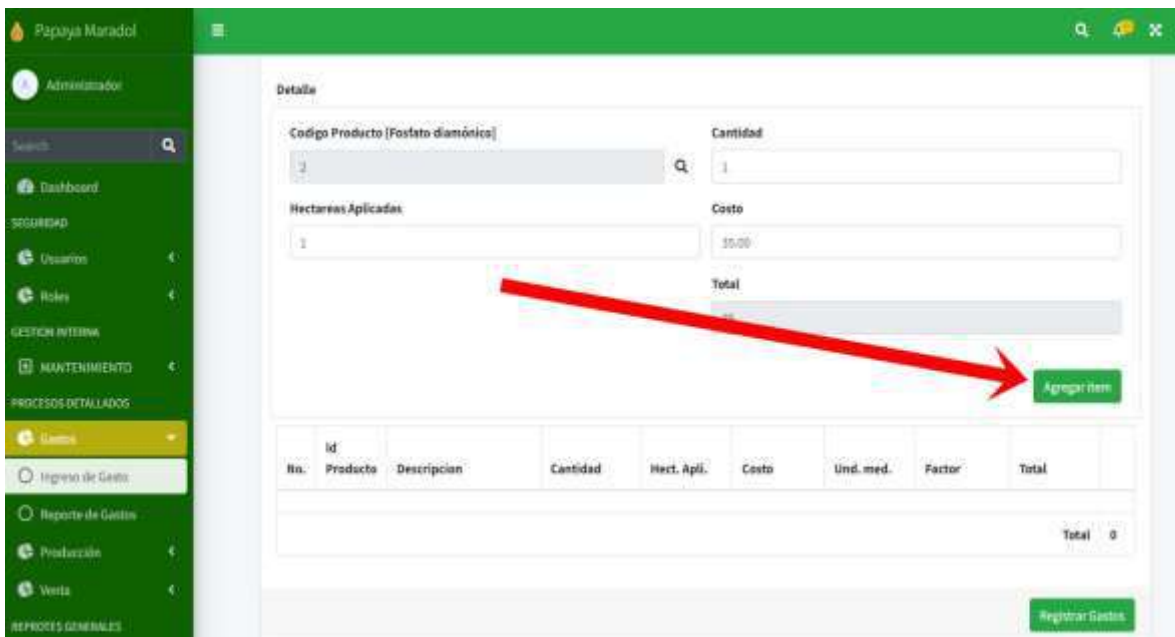 Papaya Maradol
Administrador
Search
Dashboard
SEGURIDAD
Usuarios
Roles
GESTION INTERNA
MANTENIMIENTO
PROCESOS DETALLADOS
Gastos
Ingreso de Gasto
Reporte de Gastos
Producción
Venta
REPROTES GENERALES
Detalle
Codigo Producto [Fosfato diamónico]
Cantidad
2
1
Hectareas Aplicadas
Costo
1
35.00
Total
Agregar item
No. Id Producto Descripcion Cantidad Hect. Apli. Costo Und. med. Factor Total
Total 0
Registrar Gastos